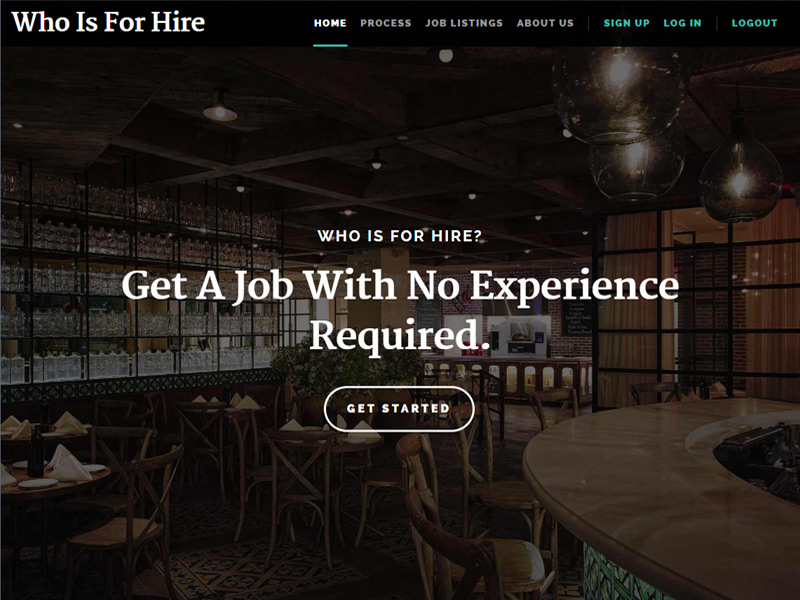 Who Is For Hire
HOME PROCESS JOB LISTINGS ABOUT US SIGN UP LOG IN LOGOUT
WHO IS FOR HIRE?
Get A Job With No Experience
Required.
GET STARTED